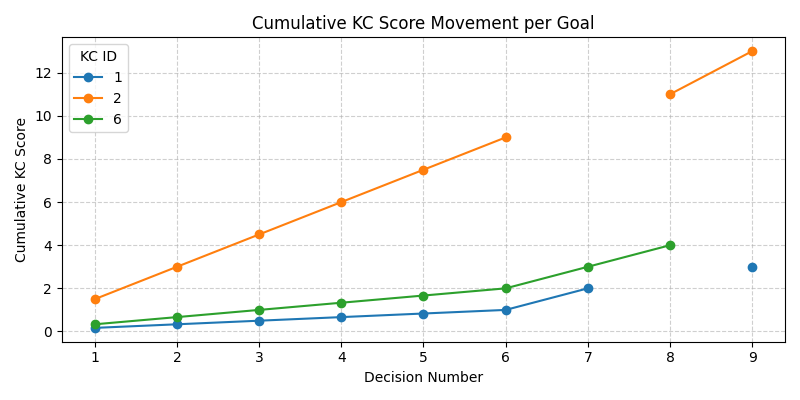 Cumulative KC Score Movement per Goal
KC ID
1
2
6
Cumulative KC Score
12
10
8
6
4
2
0
1 2 3 4 5 6 7 8 9
Decision Number